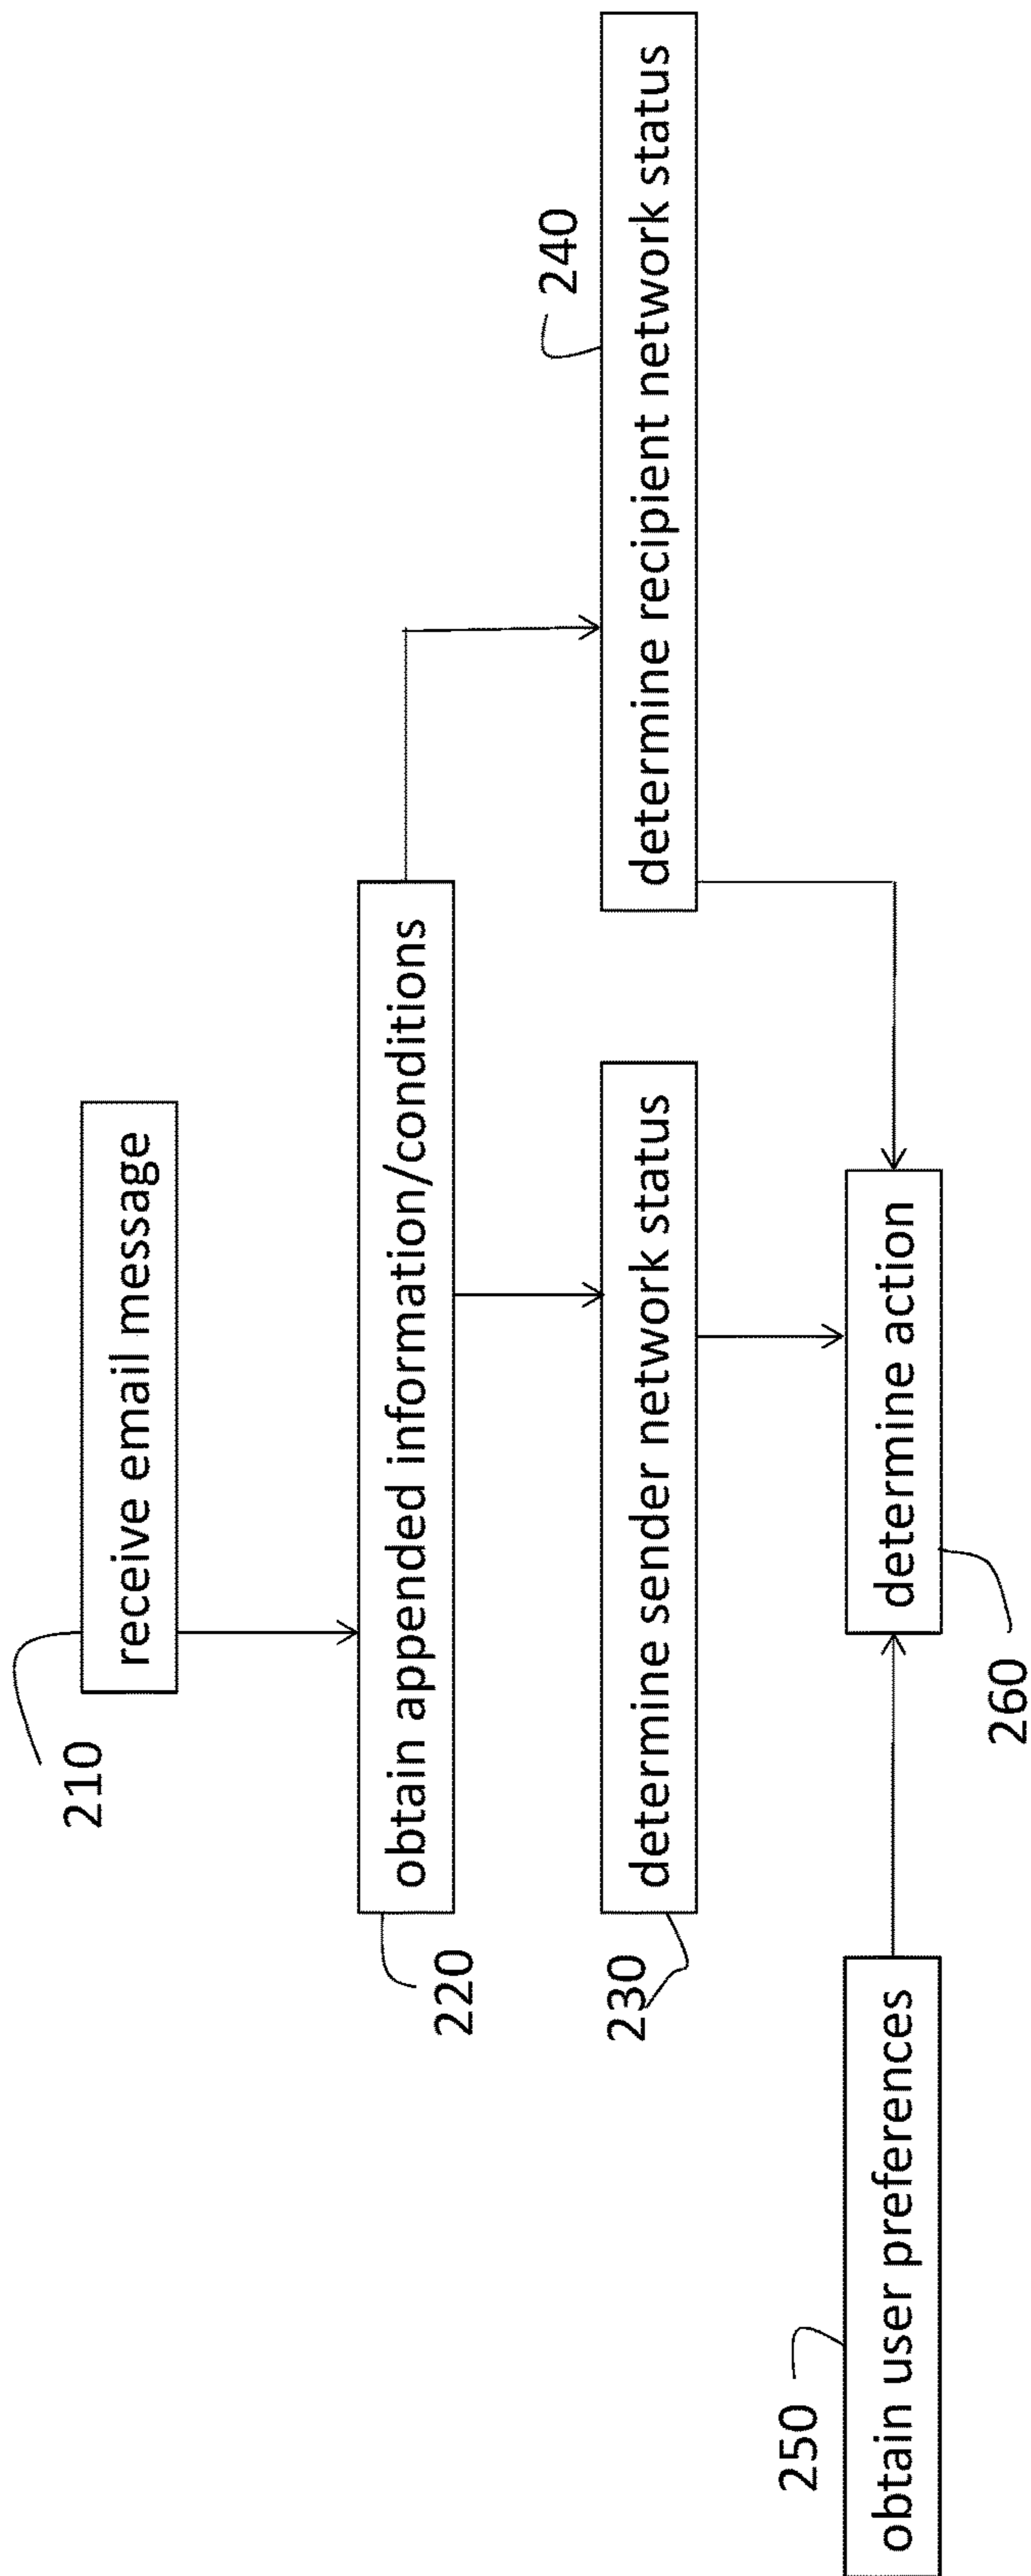 210
receive email message
220
obtain appended information/conditions
230
determine sender network status
240
determine recipient network status
250
obtain user preferences
260
determine action